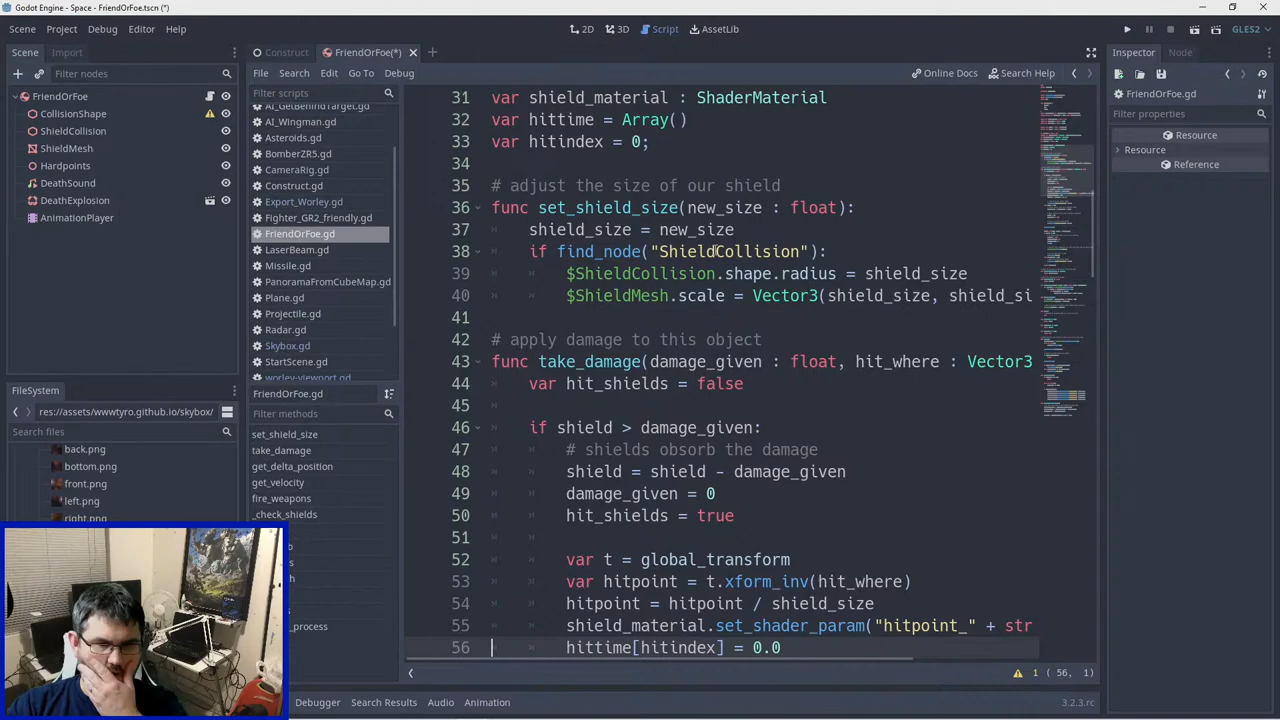 Godot Engine - Space - FriendOrFoe.tscn (*)
Scene Project Debug Editor Help
2D 3D Script AssetLib
GLES2
Scene Import
Filter nodes
FriendOrFoe
CollisionShape
ShieldCollision
ShieldMesh
Hardpoints
DeathSound
DeathExplosion
AnimationPlayer
FileSystem
res://assets/wwwtyro.github.io/skybox/
Search files
back.png
bottom.png
front.png
left.png
right.png
Construct FriendOrFoe(*)
File Search Edit Go To Debug
Online Docs Search Help
Filter scripts
AI_GetBehindTarget.gd
AI_Wingman.gd
Asteroids.gd
BomberZR5.gd
CameraRig.gd
Construct.gd
Export_Worley.gd
Fighter_GR2_friendly.gd
FriendOrFoe.gd
LaserBeam.gd
Missile.gd
PanoramaFromCubeMap.gd
Plane.gd
Projectile.gd
Radar.gd
Skybox.gd
StartScene.gd
worley-viewport.gd
FriendOrFoe.gd
Filter methods
set_shield_size
take_damage
get_delta_position
get_velocity
fire_weapons
_check_shields
31 var shield_material : ShaderMaterial
32 var hittime = Array()
33 var hitindex = 0;
34
35 # adjust the size of our shield
36 func set_shield_size(new_size : float):
37 shield_size = new_size
38 if find_node("ShieldCollision"):
39 $ShieldCollision.shape.radius = shield_size
40 $ShieldMesh.scale = Vector3(shield_size, shield_si
41
42 # apply damage to this object
43 func take_damage(damage_given : float, hit_where : Vector3
44 var hit_shields = false
45
46 if shield > damage_given:
47 # shields obsorb the damage
48 shield = shield - damage_given
49 damage_given = 0
50 hit_shields = true
51
52 var t = global_transform
53 var hitpoint = t.xform_inv(hit_where)
54 hitpoint = hitpoint / shield_size
55 shield_material.set_shader_param("hitpoint_" + str
56 hittime[hitindex] = 0.0
1 ( 56, 1)
Debugger Search Results Audio Animation
3.2.3.rc
Inspector Node
FriendOrFoe.gd
Filter properties
Resource
Resource
Reference